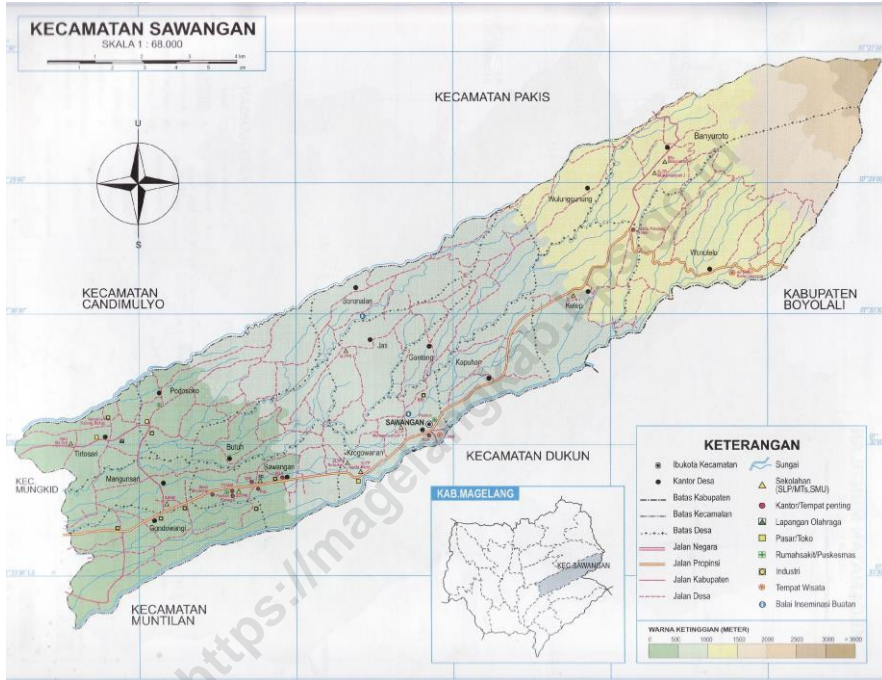 KECAMATAN SAWANGAN
SKALA 1 : 68.000
KECAMATAN PAKIS
U
S
Banyuroto
Wulunggunung
Wonolelo
KECAMATAN
CANDIMULYO
KABUPATEN
BOYOLALI
Soronalan
Ketep
Jati
Gantang
Kapuhan
Podosoko
SAWANGAN
Tirtosari
Butuh
Krogowanan
KECAMATAN DUKUN
KEC.
MUNGKID
Mangunsari
Sawangan
Gondowangi
KECAMATAN
MUNTILAN
KAB.MAGELANG
KEC.SAWANGAN
KETERANGAN
Ibukota Kecamatan
Kantor Desa
Batas Kabupaten
Batas Kecamatan
Batas Desa
Jalan Negara
Jalan Propinsi
Jalan Kabupaten
Jalan Desa
Sungai
Sekolahan
(SLP/MTs,SMU)
Kantor/Tempat penting
Lapangan Olahraga
Pasar/Toko
Rumahsakit/Puskesmas
Industri
Tempat Wisata
Balai Inseminasi Buatan
WARNA KETINGGIAN (METER)
0 500 1000 1500 2000 2500 3000 > 3000
https://magelangkab.bps.go.id